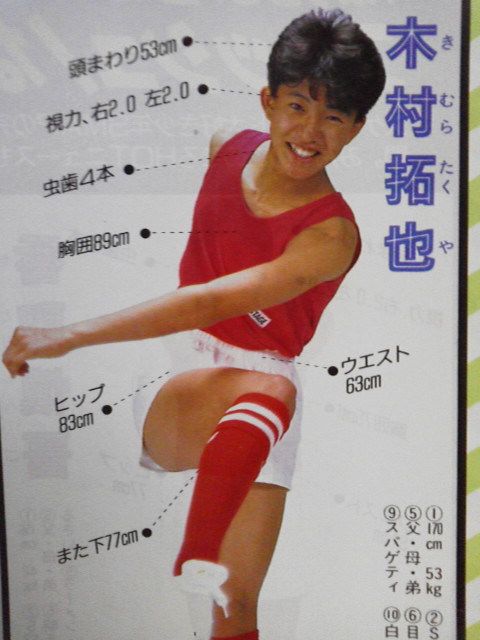 木村拓也
き むら たく や
頭まわり53cm
視力、右2.0 左2.0
虫歯4本
胸囲89cm
ウエスト
63cm
ヒップ
83cm
また下77cm
①170cm 53kg ②S
⑤父・母・弟 ⑥目
⑨スパゲティ ⑩白